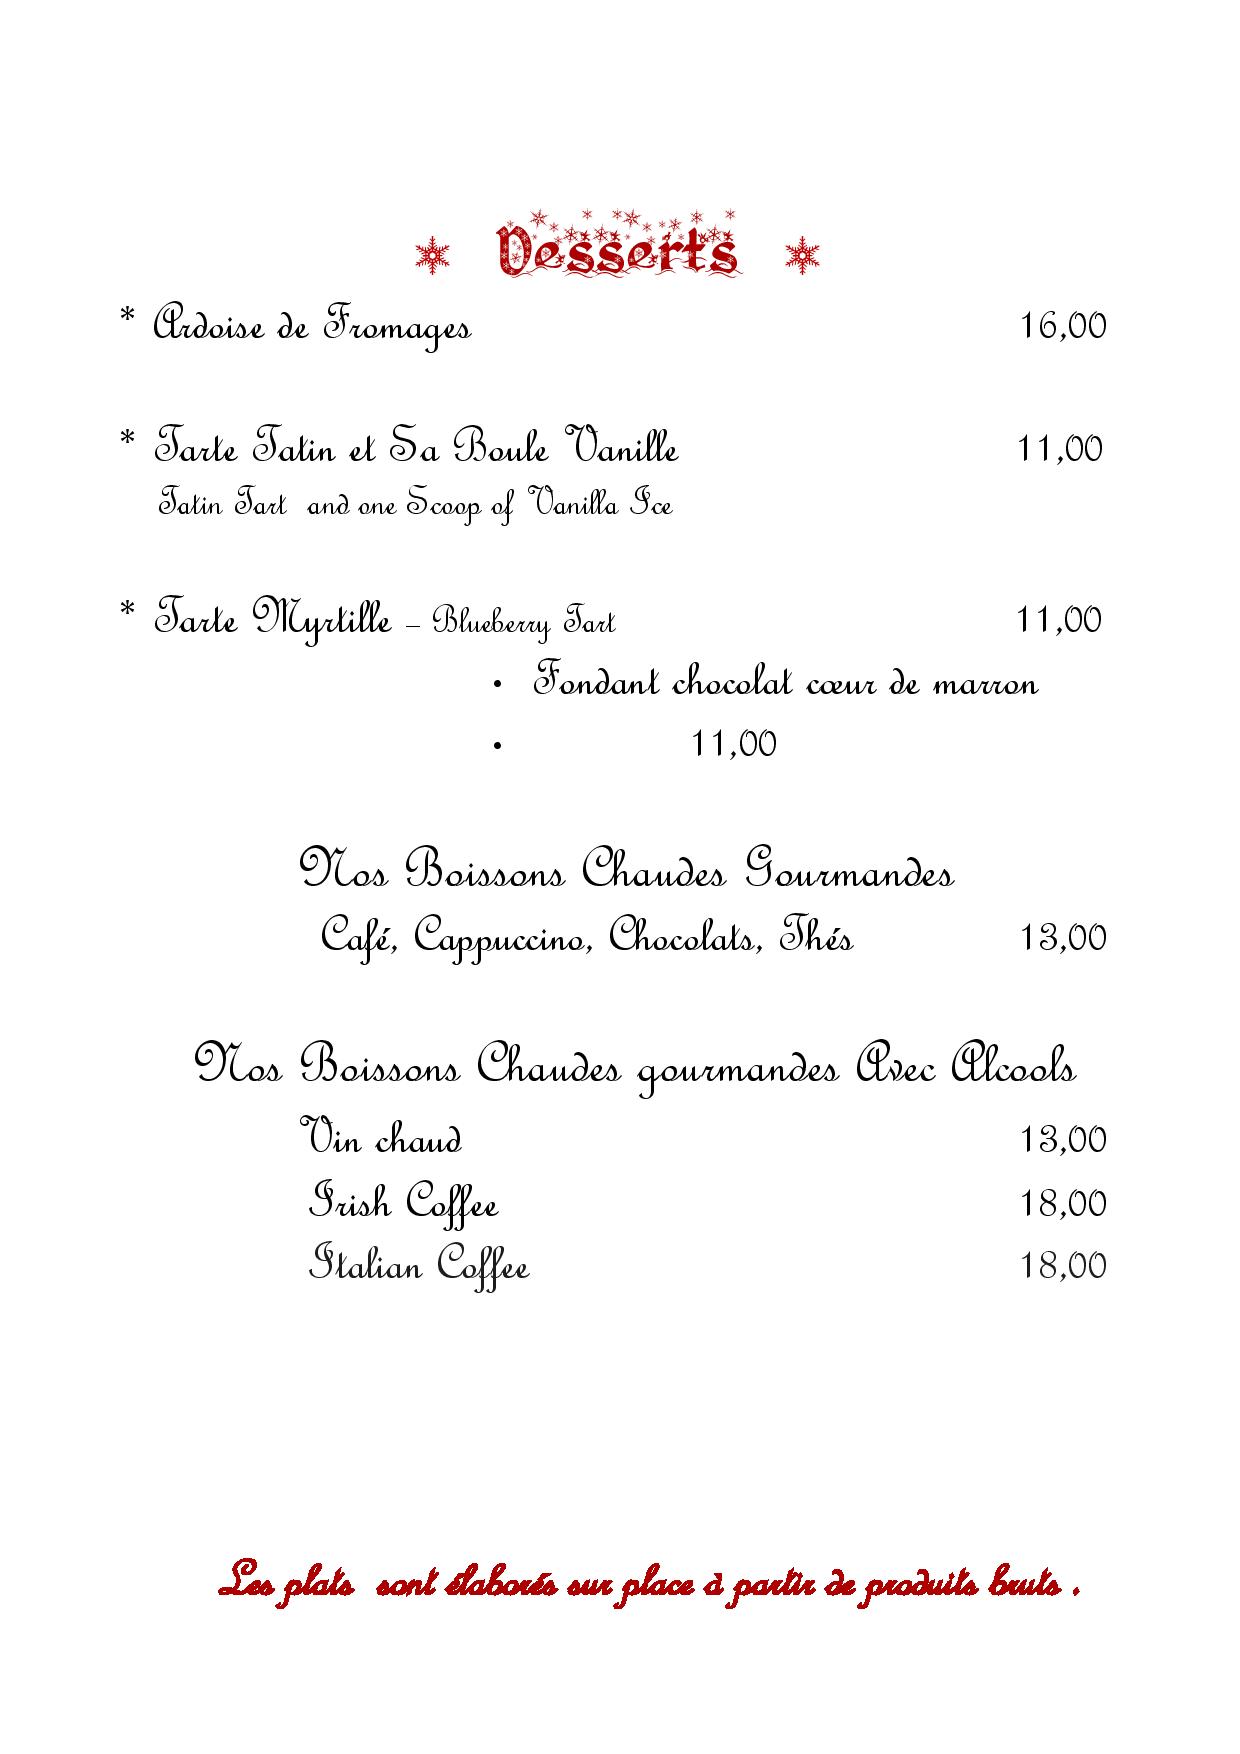 Desserts
* Ardoise de Fromages 16,00
* Tarte Tatin et Sa Boule Vanille 11,00
Tatin Tart and one Scoop of Vanilla Ice
* Tarte Myrtille – Blueberry Tart 11,00
• Fondant chocolat cœur de marron
• 11,00
Nos Boissons Chaudes Gourmandes
Café, Cappuccino, Chocolats, Thés 13,00
Nos Boissons Chaudes gourmandes Avec Alcools
Vin chaud 13,00
Irish Coffee 18,00
Italian Coffee 18,00
Les plats sont élaborés sur place à partir de produits bruts .